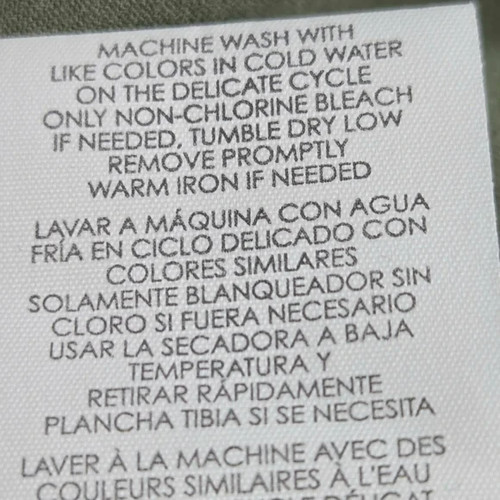 MACHINE WASH WITH
LIKE COLORS IN COLD WATER
ON THE DELICATE CYCLE
ONLY NON-CHLORINE BLEACH
IF NEEDED, TUMBLE DRY LOW
REMOVE PROMPTLY
WARM IRON IF NEEDED
LAVAR A MÁQUINA CON AGUA
FRÍA EN CICLO DELICADO CON
COLORES SIMILARES
SOLAMENTE BLANQUEADOR SIN
CLORO SI FUERA NECESARIO
USAR LA SECADORA A BAJA
TEMPERATURA Y
RETIRAR RÁPIDAMENTE
PLANCHA TIBIA SI SE NECESITA
LAVER À LA MACHINE AVEC DES
COULEURS SIMILAIRES À L'EAU